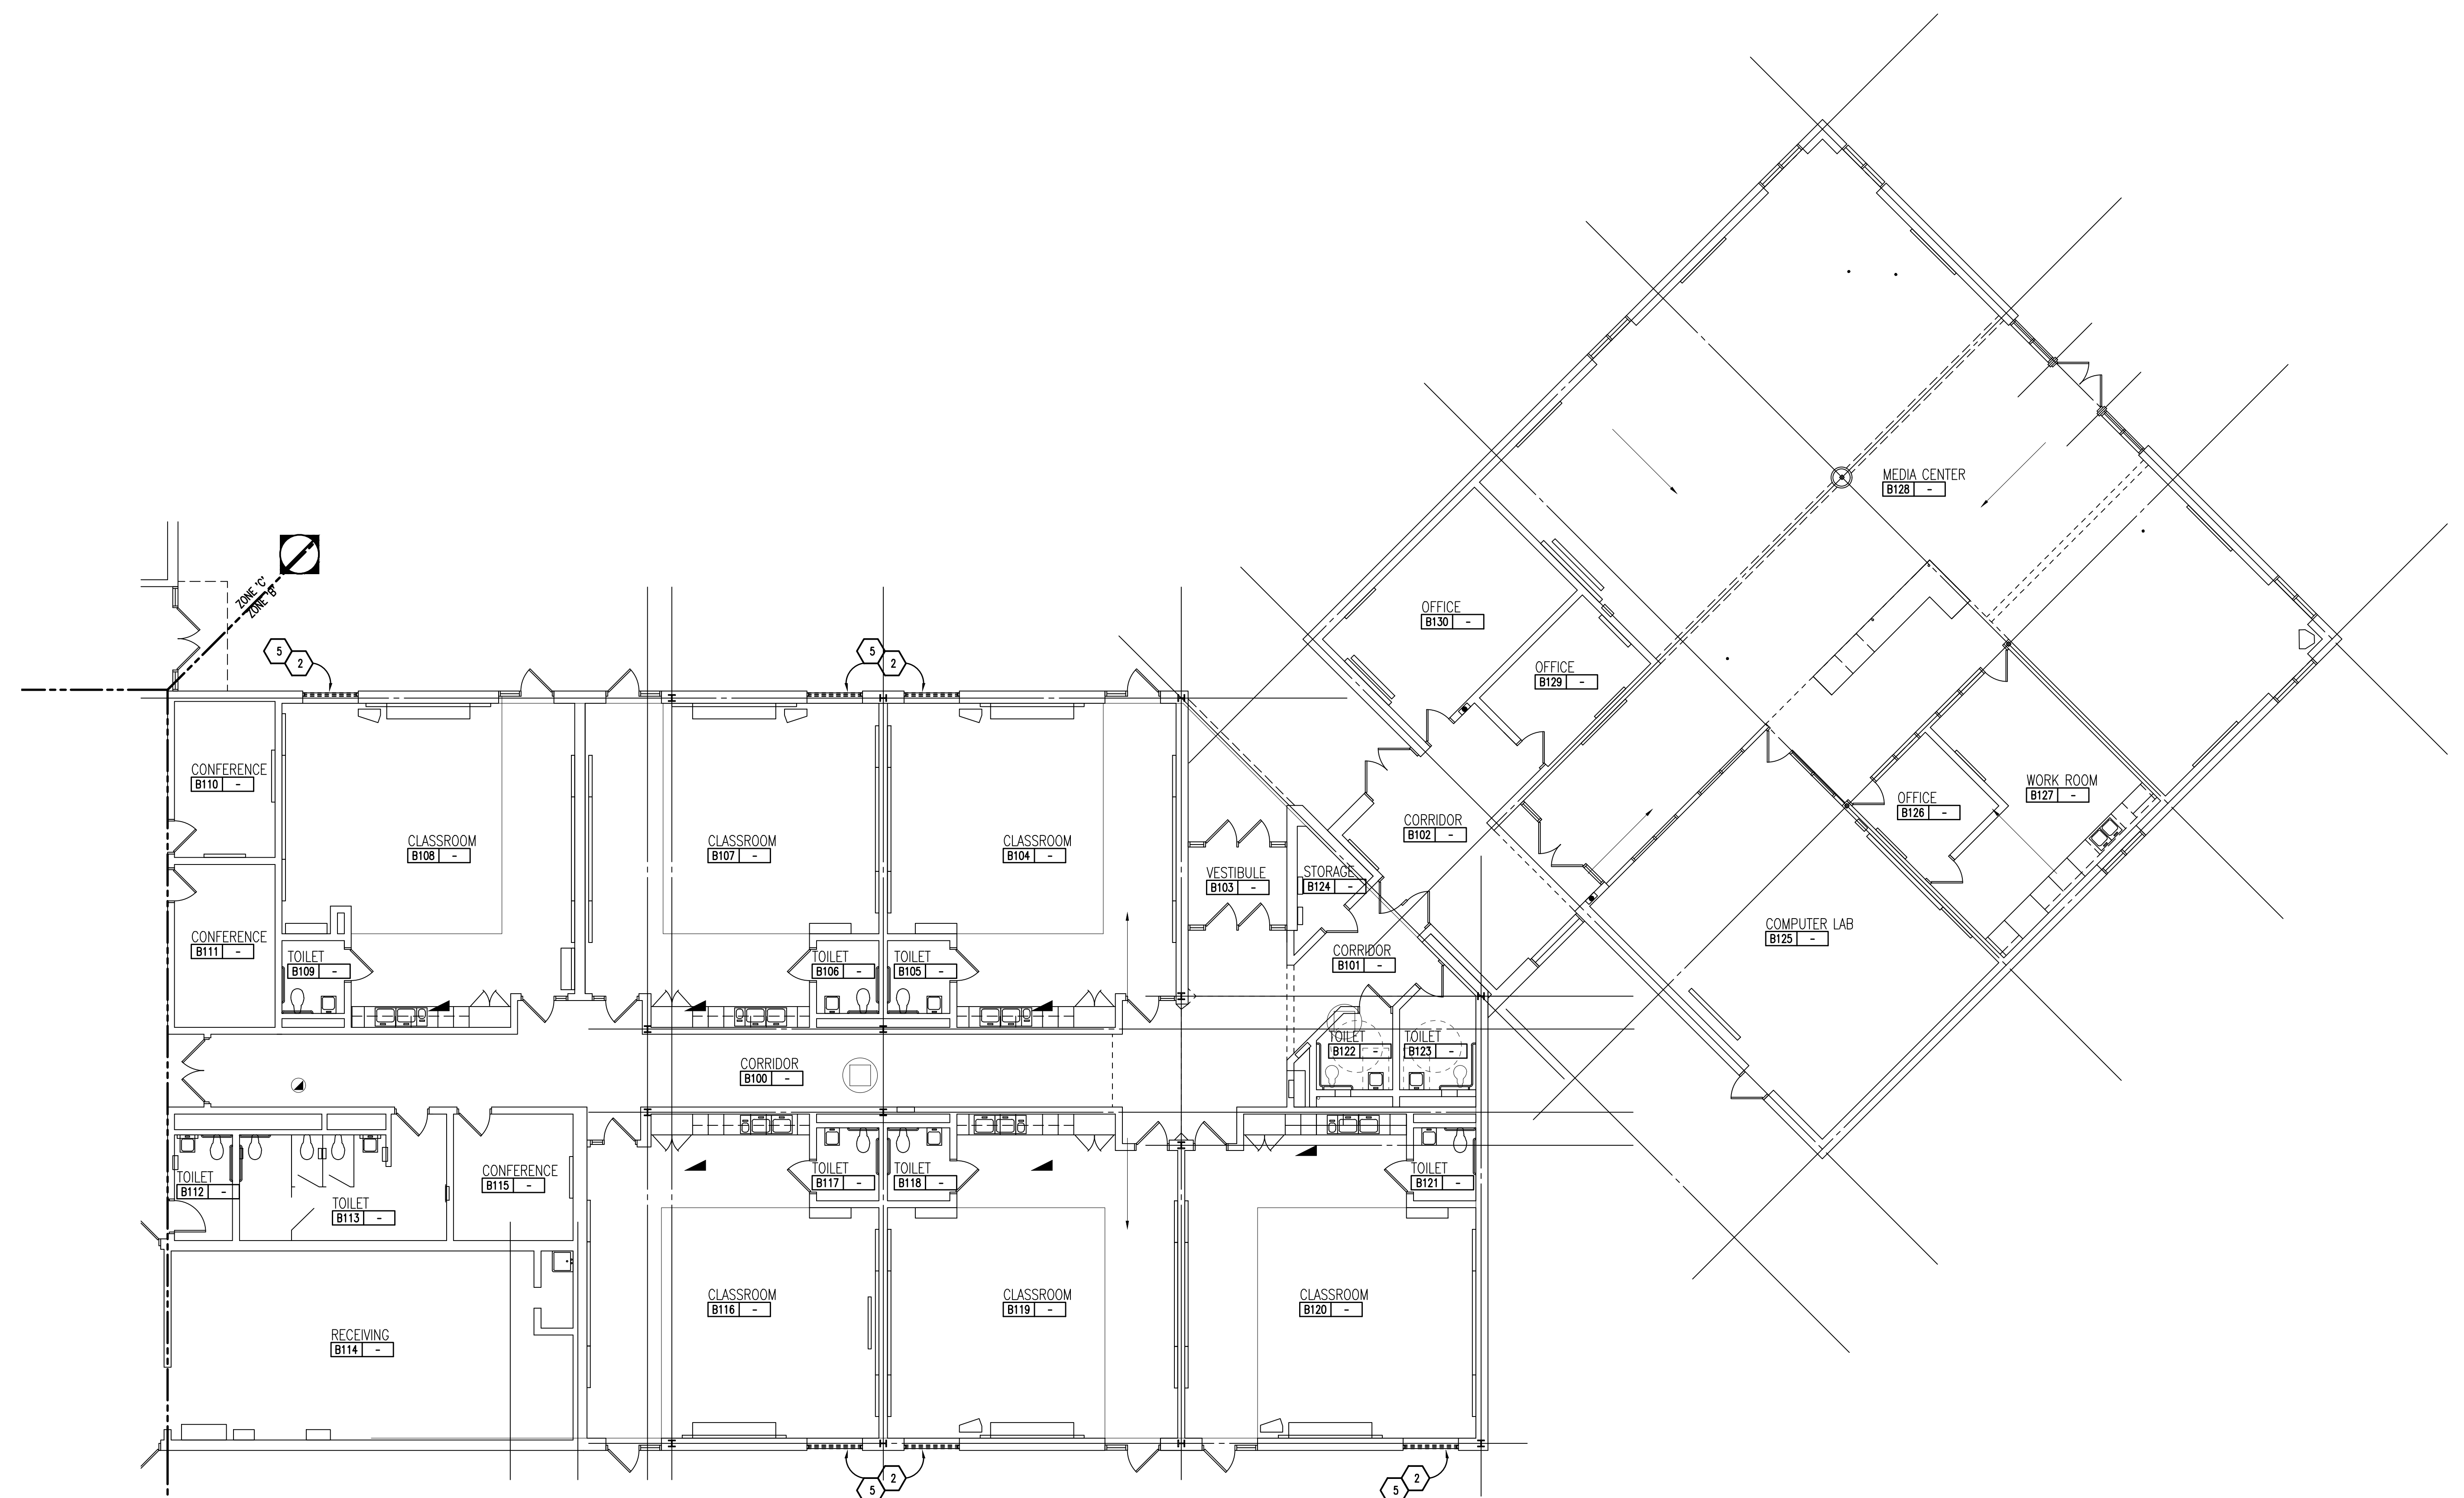 MEDIA CENTER
B128 -
ZONE 'C'
ZONE 'B'
5
2
5
2
OFFICE
B130 -
OFFICE
B129 -
CONFERENCE
B110 -
WORK ROOM
B127 -
OFFICE
B126 -
CORRIDOR
B102 -
CLASSROOM
B108 -
CLASSROOM
B107 -
CLASSROOM
B104 -
VESTIBULE
B103 -
STORAGE
B124 -
COMPUTER LAB
B125 -
CONFERENCE
B111 -
TOILET
B109 -
TOILET
B106 -
TOILET
B105 -
CORRIDOR
B101 -
TOILET
B122 -
TOILET
B123 -
CORRIDOR
B100 -
TOILET
B112 -
TOILET
B113 -
CONFERENCE
B115 -
TOILET
B117 -
TOILET
B118 -
TOILET
B121 -
CLASSROOM
B116 -
CLASSROOM
B119 -
CLASSROOM
B120 -
RECEIVING
B114 -
2
5
2
5